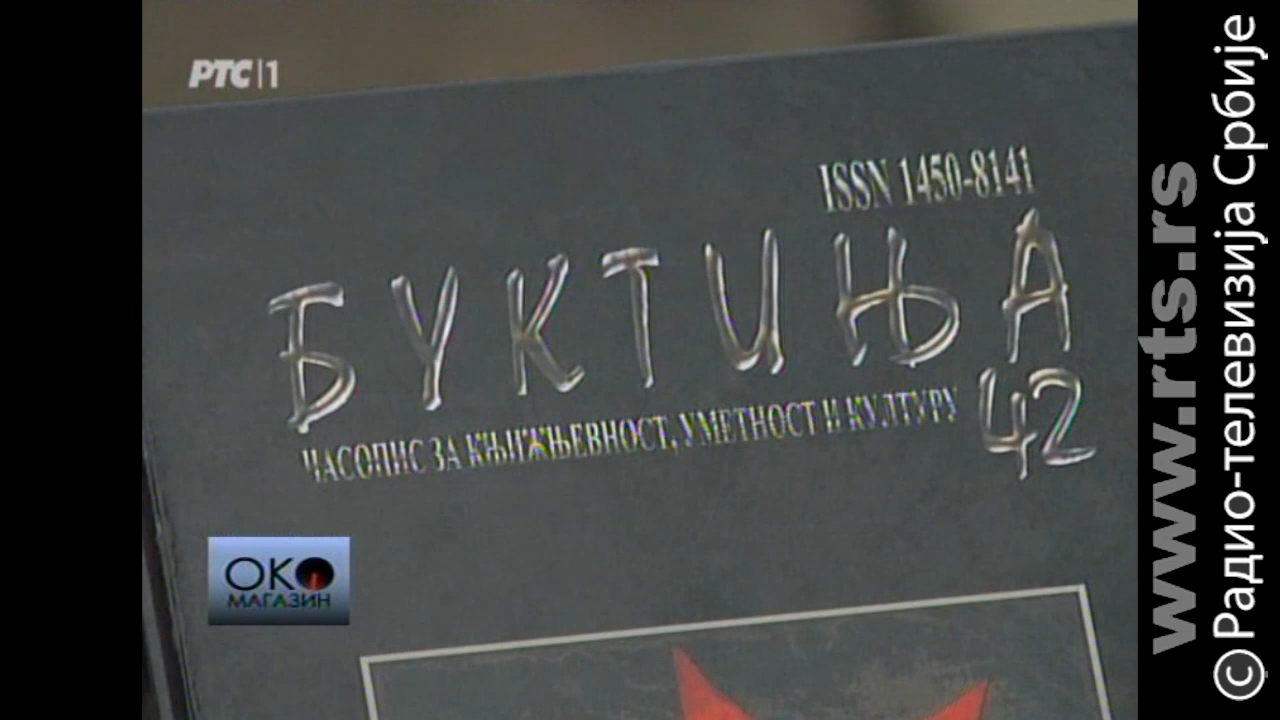 РТС|1
ISSN 1450-8141
БУКТИЊА
42
ЧАСОПИС ЗА КЊИЖЊЕВНОСТ, УМЕТНОСТ И КУЛТУРУ
ОКО
МАГАЗИН
www.rts.rs
© Радио-телевизија Србије